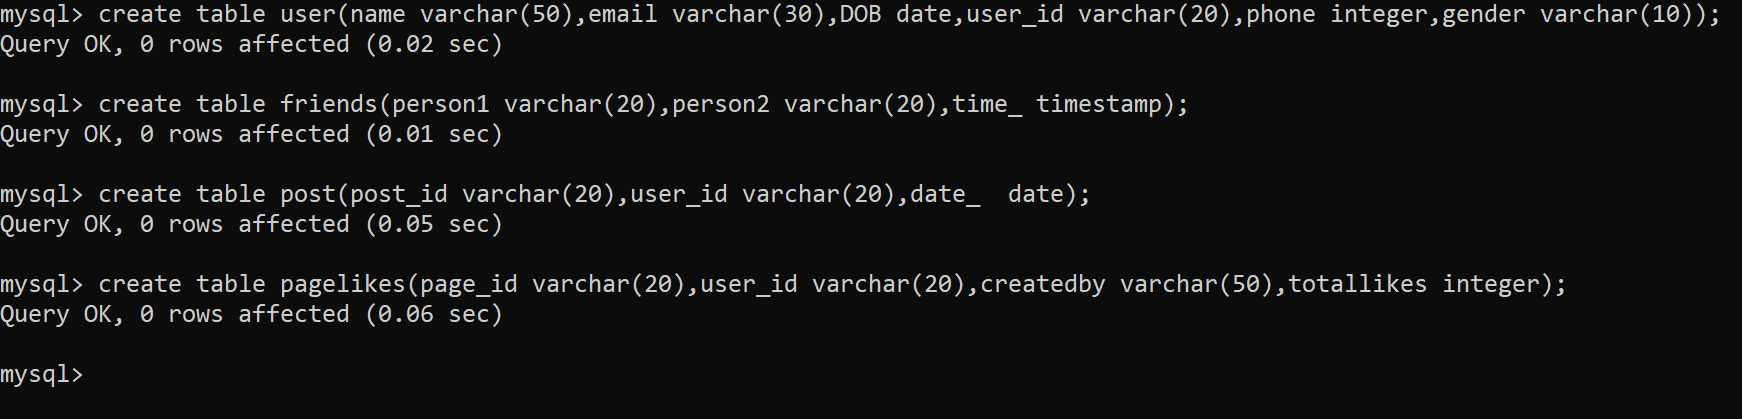 mysql> create table user(name varchar(50),email varchar(30),DOB date,user_id varchar(20),phone integer,gender varchar(10));
Query OK, 0 rows affected (0.02 sec)
mysql> create table friends(person1 varchar(20),person2 varchar(20),time_ timestamp);
Query OK, 0 rows affected (0.01 sec)
mysql> create table post(post_id varchar(20),user_id varchar(20),date_  date);
Query OK, 0 rows affected (0.05 sec)
mysql> create table pagelikes(page_id varchar(20),user_id varchar(20),createdby varchar(50),totallikes integer);
Query OK, 0 rows affected (0.06 sec)
mysql>